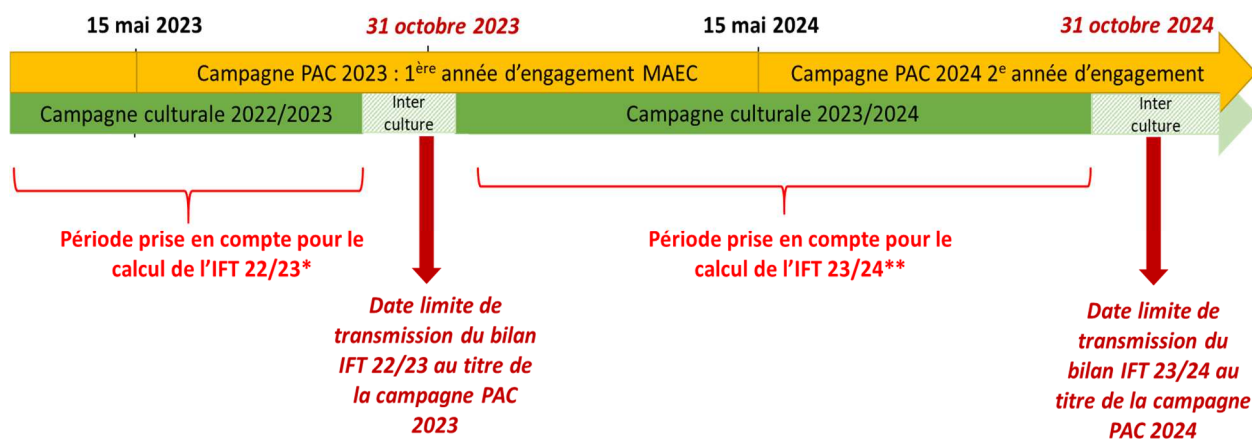 15 mai 2023
31 octobre 2023
15 mai 2024
31 octobre 2024
Campagne PAC 2023 : 1ère année d'engagement MAEC
Campagne PAC 2024 2e année d'engagement
Campagne culturale 2022/2023
Inter
culture
Campagne culturale 2023/2024
Inter
culture
Période prise en compte pour le
calcul de l'IFT 22/23*
Période prise en compte pour le
calcul de l'IFT 23/24**
Date limite de
transmission du bilan
IFT 22/23 au titre de
la campagne PAC
2023
Date limite de
transmission du
bilan IFT 23/24 au
titre de la campagne
PAC 2024